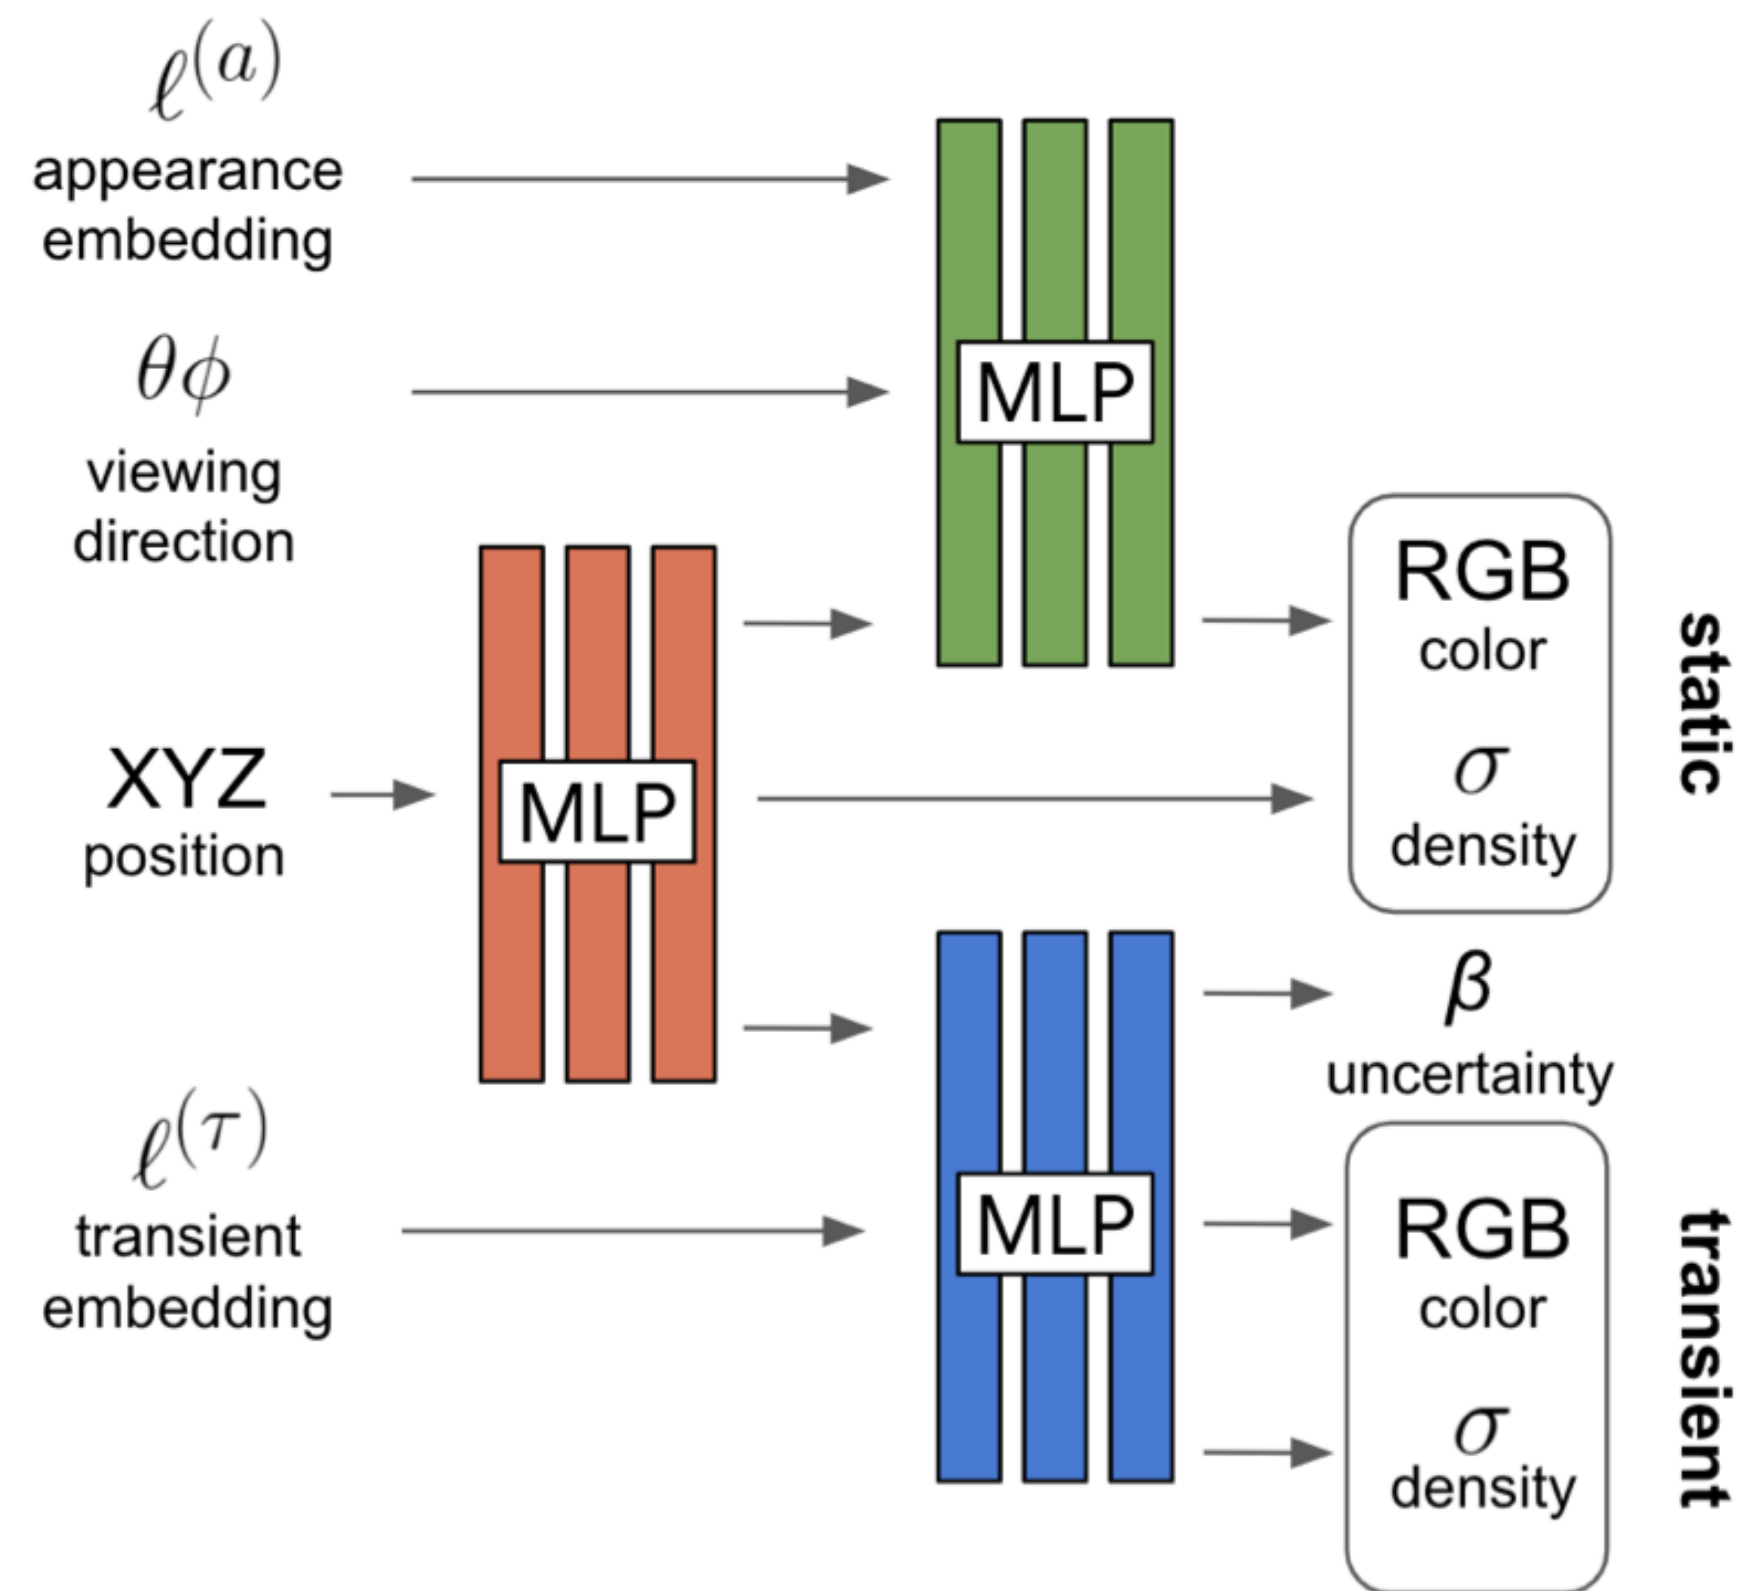 ℓ(a)
appearance
embedding
θϕ
viewing
direction
XYZ
position
ℓ(τ)
transient
embedding
MLP
MLP
MLP
RGB
color
σ
density
static
β
uncertainty
RGB
color
σ
density
transient